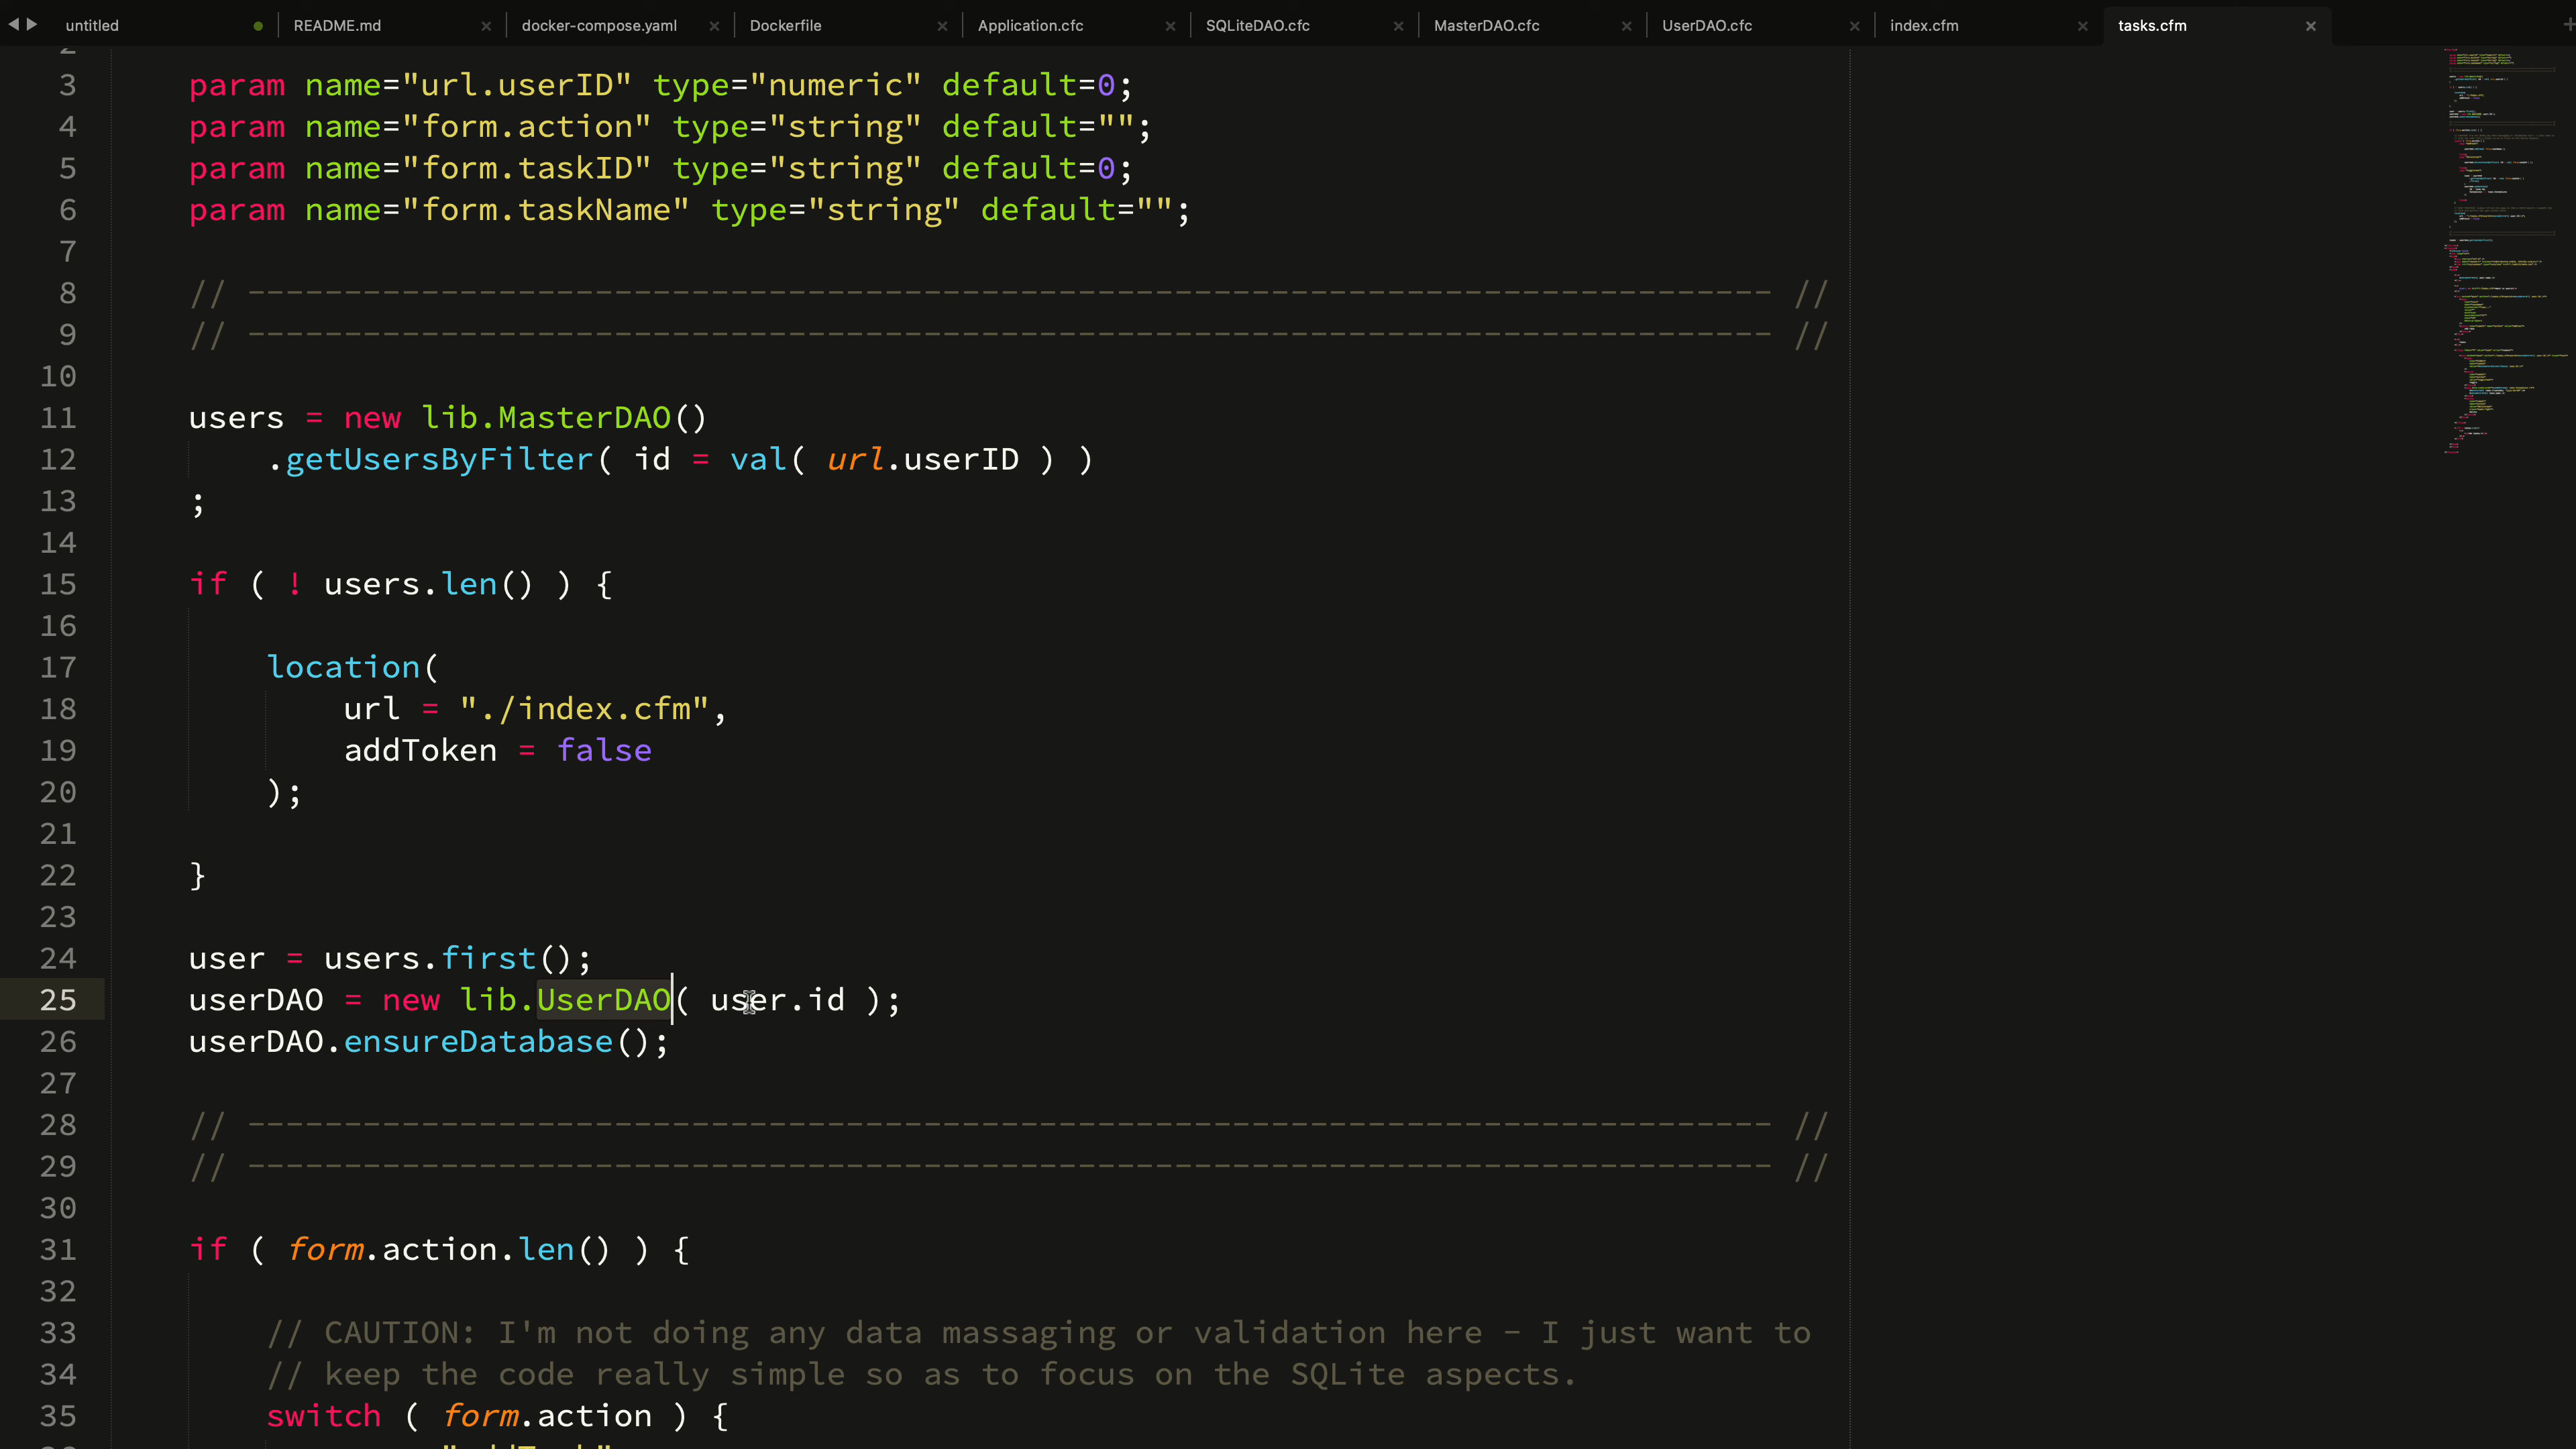 untitled README.md docker-compose.yaml Dockerfile Application.cfc SQLiteDAO.cfc MasterDAO.cfc UserDAO.cfc index.cfm tasks.cfm
3 param name="url.userID" type="numeric" default=0;
4 param name="form.action" type="string" default="";
5 param name="form.taskID" type="string" default=0;
6 param name="form.taskName" type="string" default="";
7
8 // ------------------------------------------------------------------------------- //
9 // ------------------------------------------------------------------------------- //
10
11 users = new lib.MasterDAO()
12 .getUsersByFilter( id = val( url.userID ) )
13 ;
14
15 if ( ! users.len() ) {
16
17 location(
18 url = "./index.cfm",
19 addToken = false
20 );
21
22 }
23
24 user = users.first();
25 userDAO = new lib.UserDAO( user.id );
26 userDAO.ensureDatabase();
27
28 // ------------------------------------------------------------------------------- //
29 // ------------------------------------------------------------------------------- //
30
31 if ( form.action.len() ) {
32
33 // CAUTION: I'm not doing any data massaging or validation here - I just want to
34 // keep the code really simple so as to focus on the SQLite aspects.
35 switch ( form.action ) {